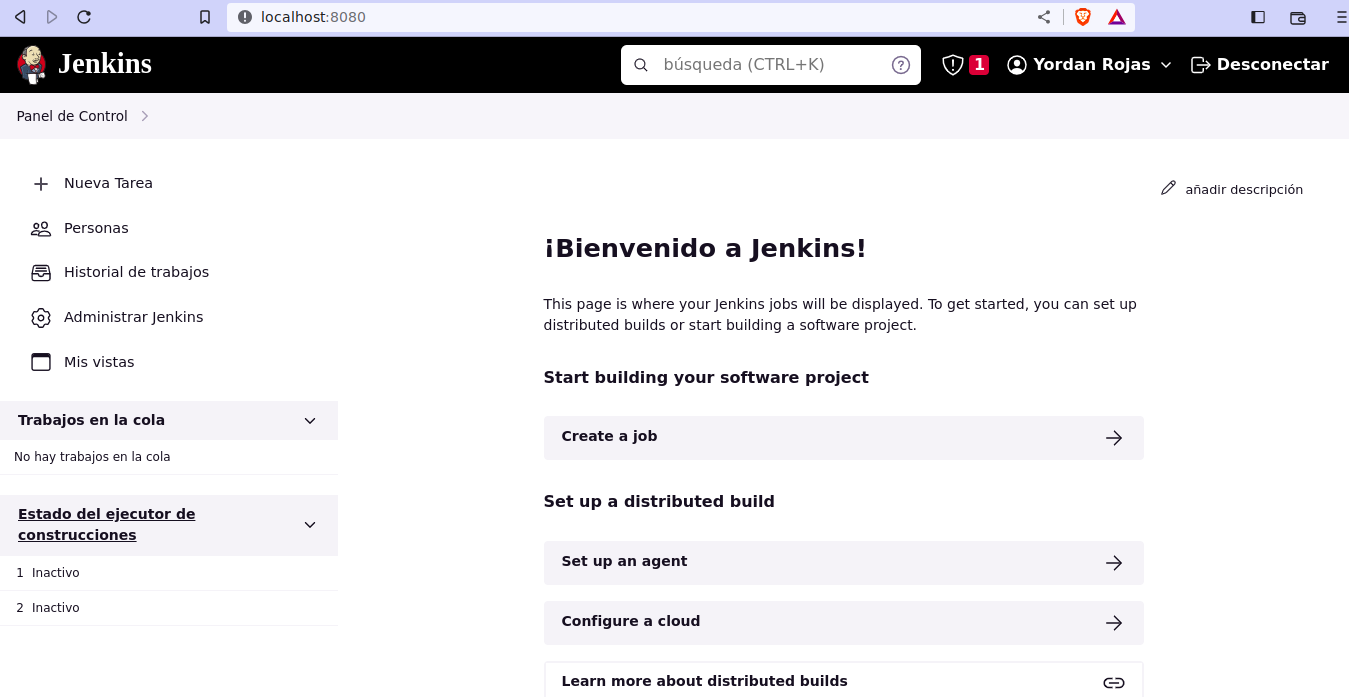 localhost:8080
Jenkins
búsqueda (CTRL+K)
1
Yordan Rojas
Desconectar
Panel de Control
Nueva Tarea
Personas
Historial de trabajos
Administrar Jenkins
Mis vistas
Trabajos en la cola
No hay trabajos en la cola
Estado del ejecutor de
construcciones
1 Inactivo
2 Inactivo
añadir descripción
¡Bienvenido a Jenkins!
This page is where your Jenkins jobs will be displayed. To get started, you can set up
distributed builds or start building a software project.
Start building your software project
Create a job
Set up a distributed build
Set up an agent
Configure a cloud
Learn more about distributed builds